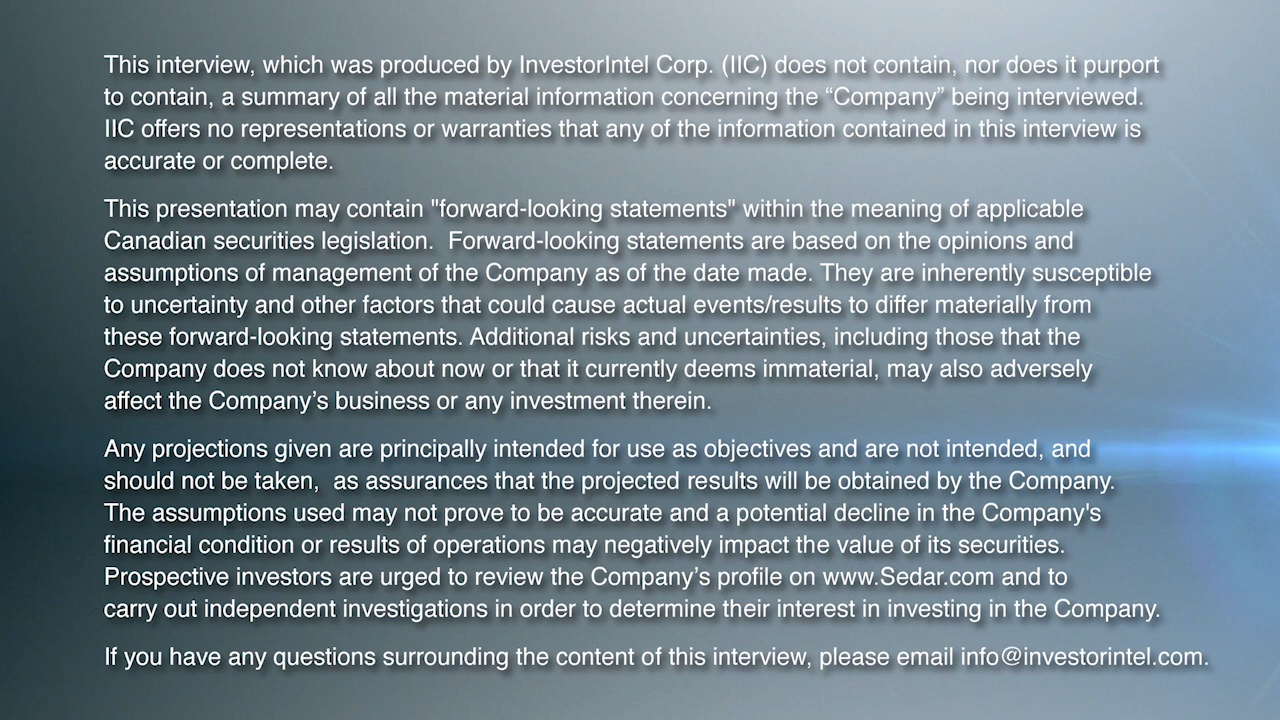 This interview, which was produced by InvestorIntel Corp. (IIC) does not contain, nor does it purport
to contain, a summary of all the material information concerning the “Company” being interviewed.
IIC offers no representations or warranties that any of the information contained in this interview is
accurate or complete.
This presentation may contain "forward-looking statements" within the meaning of applicable
Canadian securities legislation.  Forward-looking statements are based on the opinions and
assumptions of management of the Company as of the date made. They are inherently susceptible
to uncertainty and other factors that could cause actual events/results to differ materially from
these forward-looking statements. Additional risks and uncertainties, including those that the
Company does not know about now or that it currently deems immaterial, may also adversely
affect the Company’s business or any investment therein.
Any projections given are principally intended for use as objectives and are not intended, and
should not be taken,  as assurances that the projected results will be obtained by the Company.
The assumptions used may not prove to be accurate and a potential decline in the Company's
financial condition or results of operations may negatively impact the value of its securities.
Prospective investors are urged to review the Company’s profile on www.Sedar.com and to
carry out independent investigations in order to determine their interest in investing in the Company.
If you have any questions surrounding the content of this interview, please email info@investorintel.com.